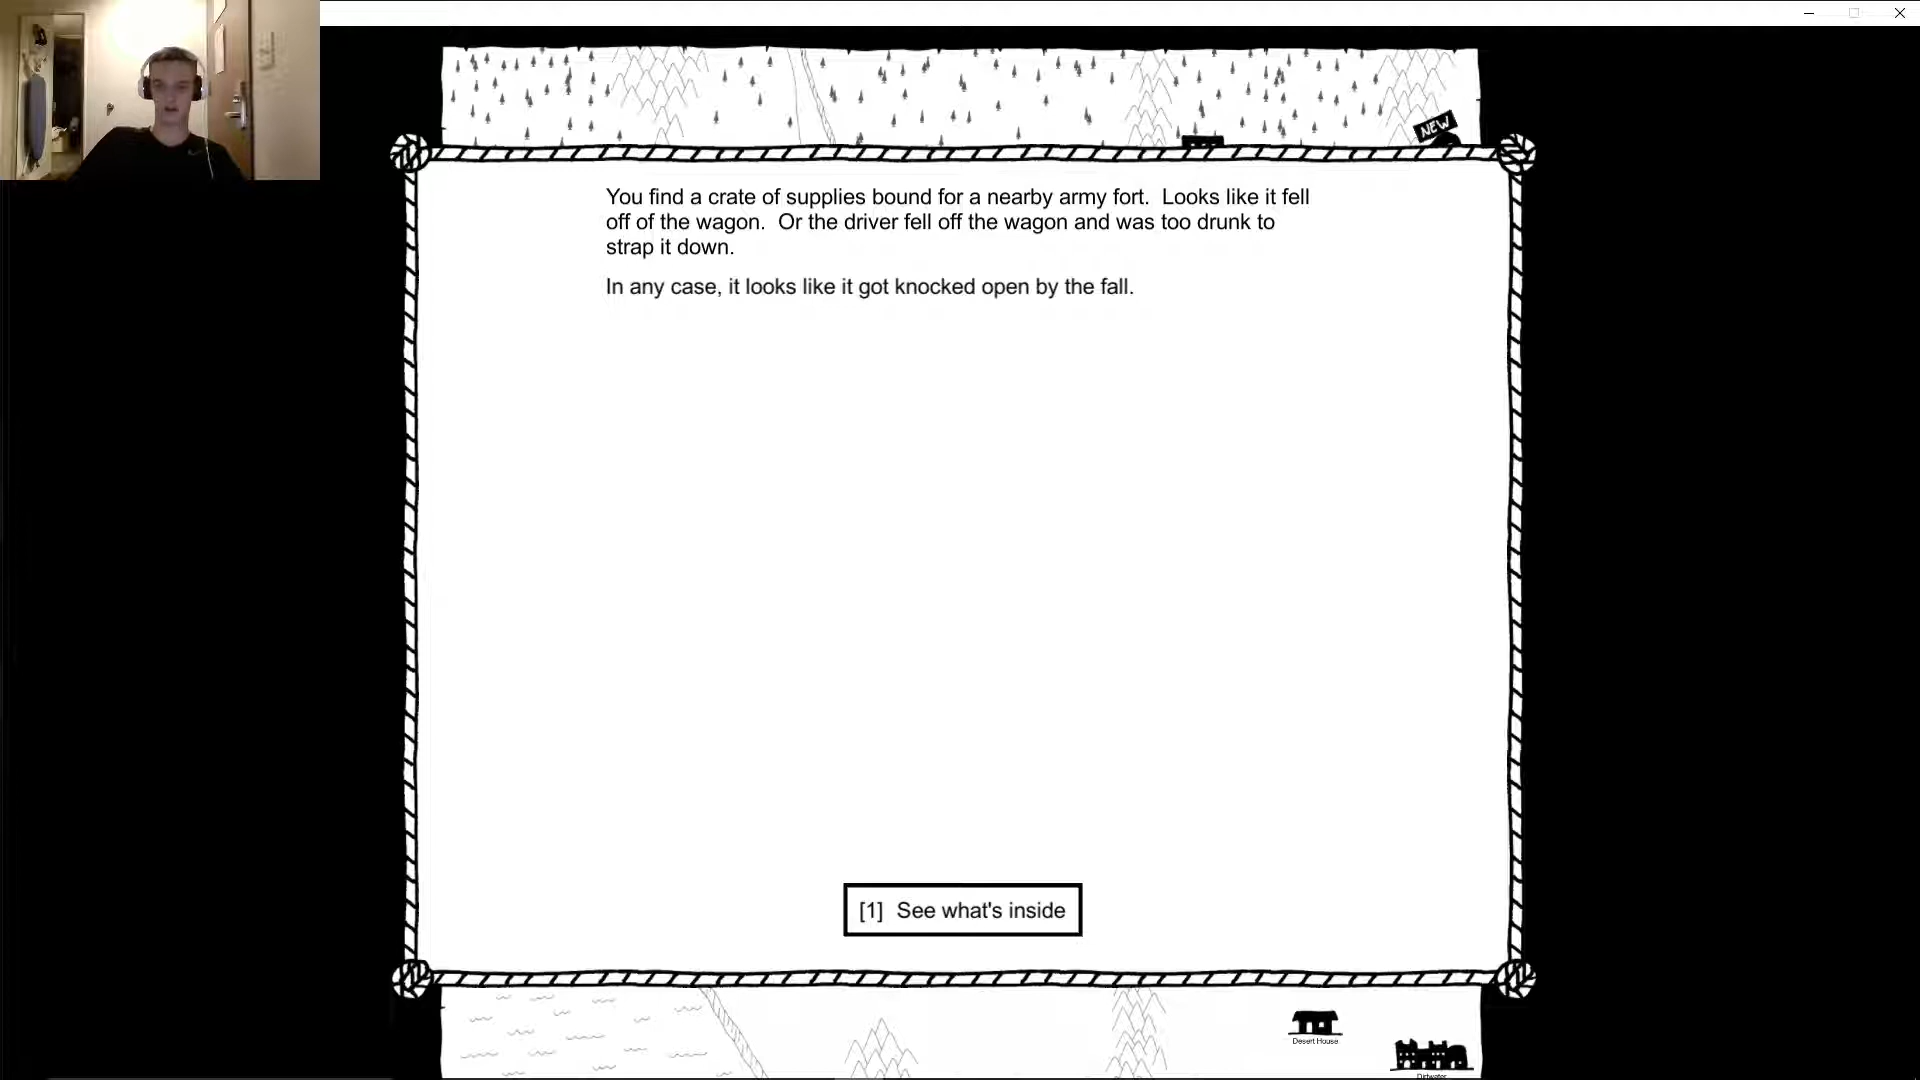 NEW
You find a crate of supplies bound for a nearby army fort.  Looks like it fell
off of the wagon.  Or the driver fell off the wagon and was too drunk to
strap it down.
In any case, it looks like it got knocked open by the fall.
[1]  See what's inside
Desert House
Dirtwater